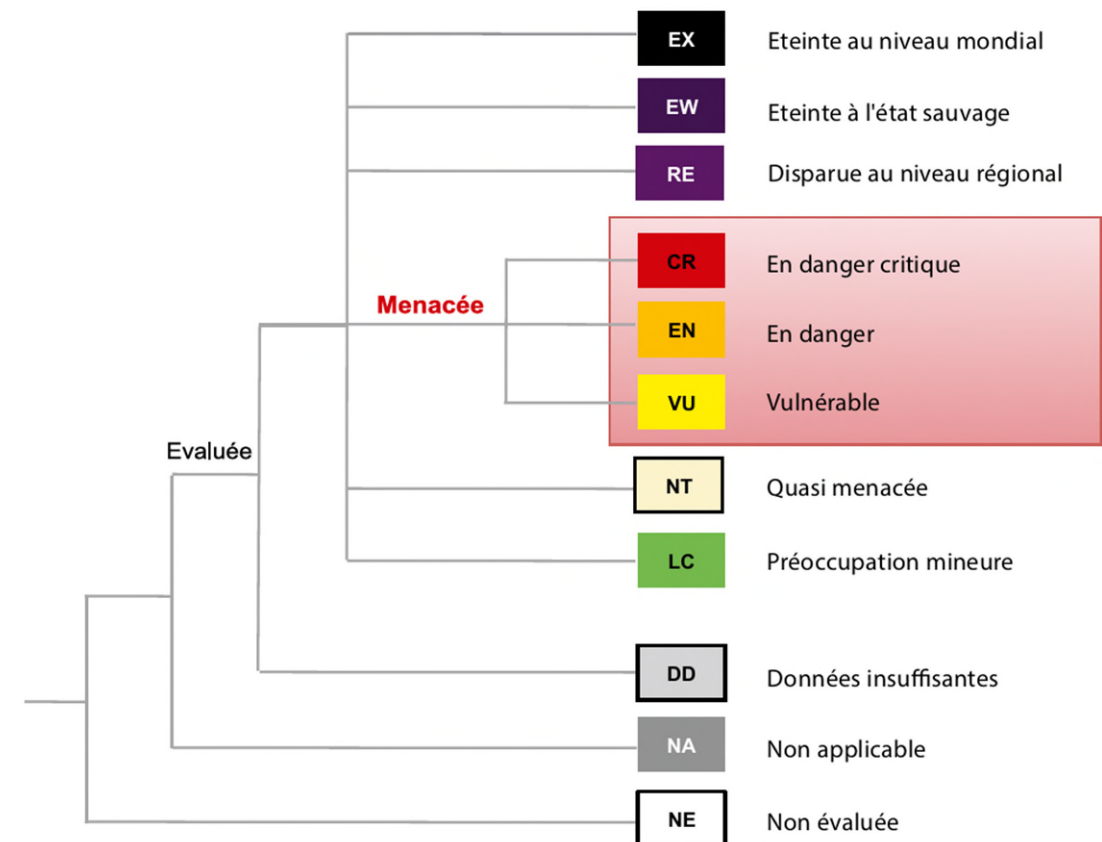 EX Eteinte au niveau mondial
EW Eteinte à l'état sauvage
RE Disparue au niveau régional
CR En danger critique
Menacée
EN En danger
VU Vulnérable
Evaluée
NT Quasi menacée
LC Préoccupation mineure
DD Données insuffisantes
NA Non applicable
NE Non évaluée